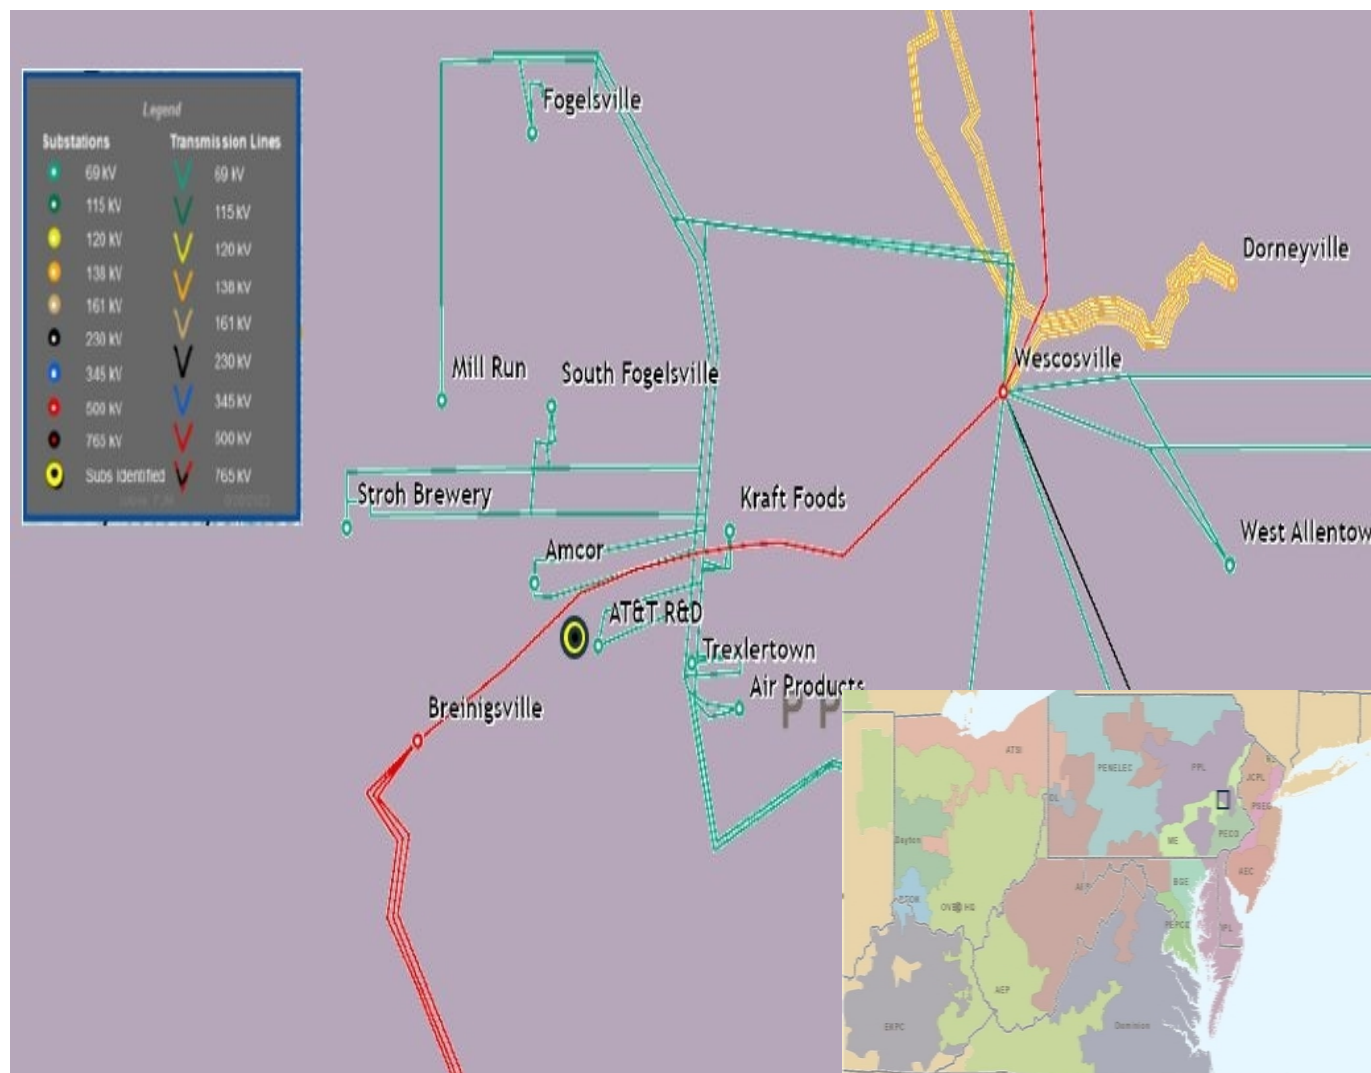 Legend
Substations
Transmission Lines
69 kV
69 kV
115 kV
115 kV
120 kV
120 kV
138 kV
138 kV
161 kV
161 kV
230 kV
230 kV
345 kV
345 kV
500 kV
500 kV
765 kV
Subs Identified
765 kV
Fogelsville
Dorneyville
Wescosville
Mill Run
South Fogelsville
Stroh Brewery
Kraft Foods
West Allentow
Amcor
AT&T R&D
Trexlertown
Air Products
Breinigsville
P P
ATSI
PENELEC
PPL
JCPL
PSEG
Dayton
ME
PECO
AEC
BGE
PEPCO
AEP
EKPC
Dominion